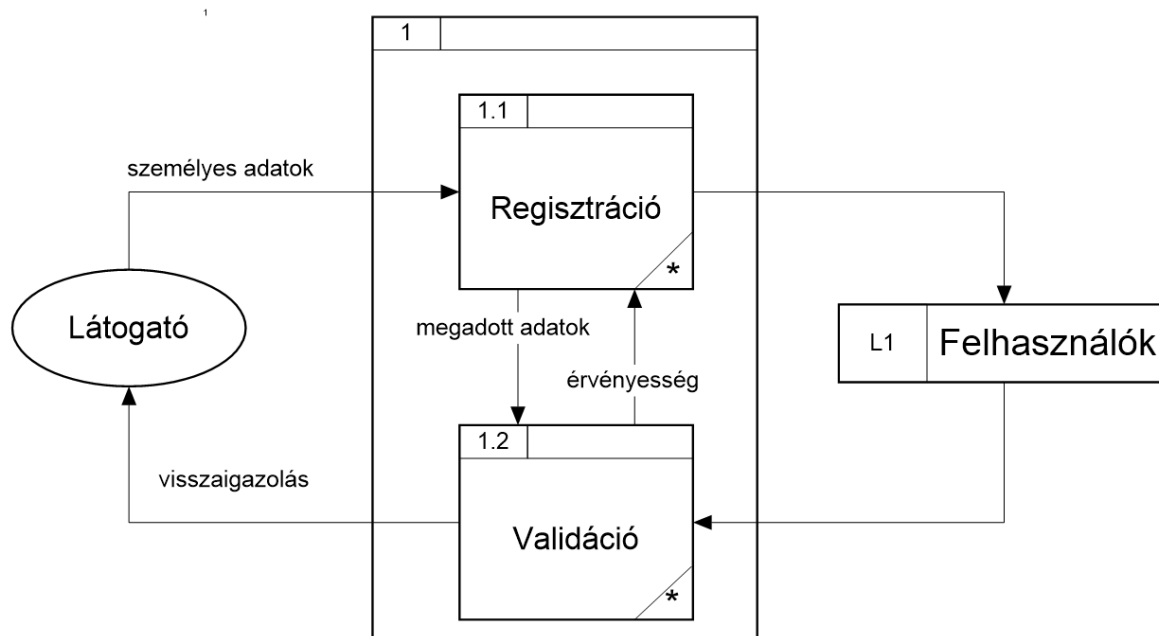 1
1
1.1
személyes adatok
Regisztráció
*
Látogató
megadott adatok
L1
Felhasználók
érvényesség
1.2
visszaigazolás
Validáció
*